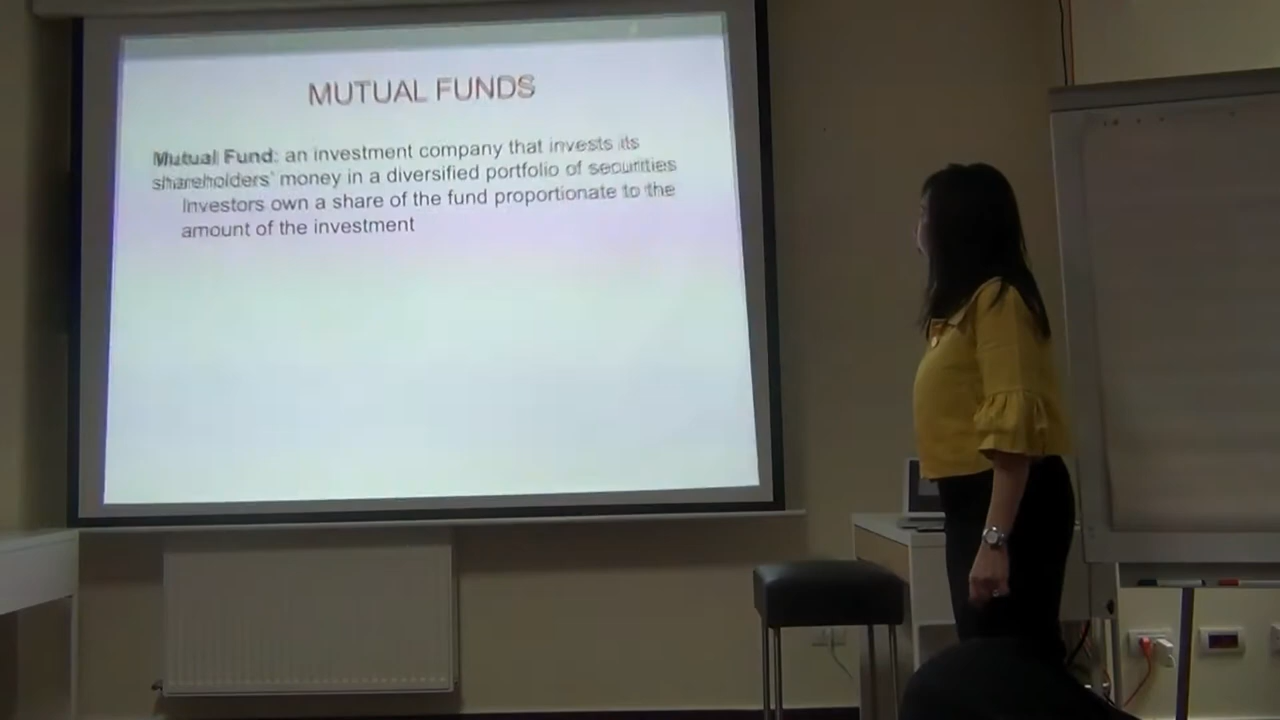 MUTUAL FUNDS
Mutual Fund: an investment company that invests its
shareholders' money in a diversified portfolio of securities
Investors own a share of the fund proportionate to the
amount of the investment